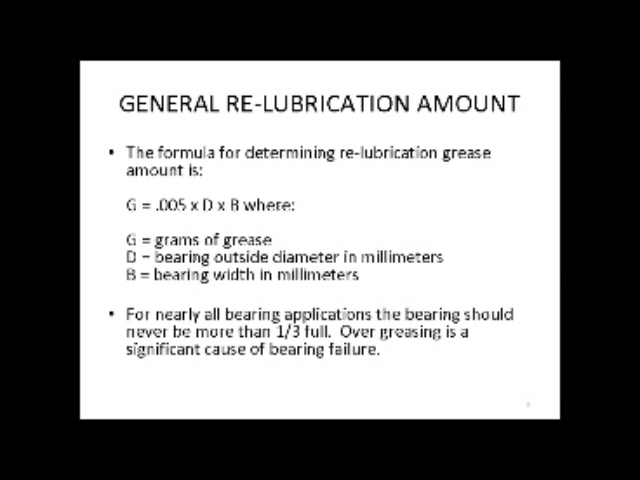 GENERAL RE-LUBRICATION AMOUNT
• The formula for determining re-lubrication grease
amount is:
G = .005 x D x B where:
G = grams of grease
D = bearing outside diameter in millimeters
B = bearing width in millimeters
• For nearly all bearing applications the bearing should
never be more than 1/3 full. Over greasing is a
significant cause of bearing failure.